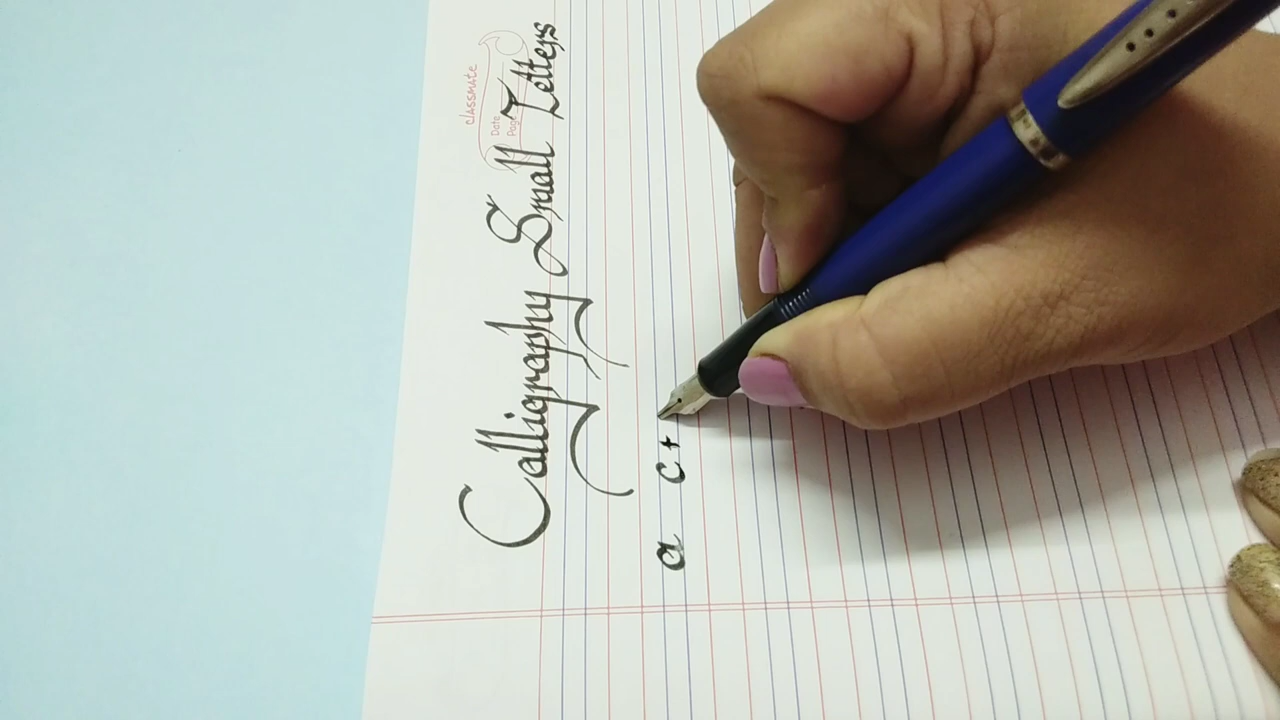 classmate
Date
Page
Calligraphy Small Letters
a c +